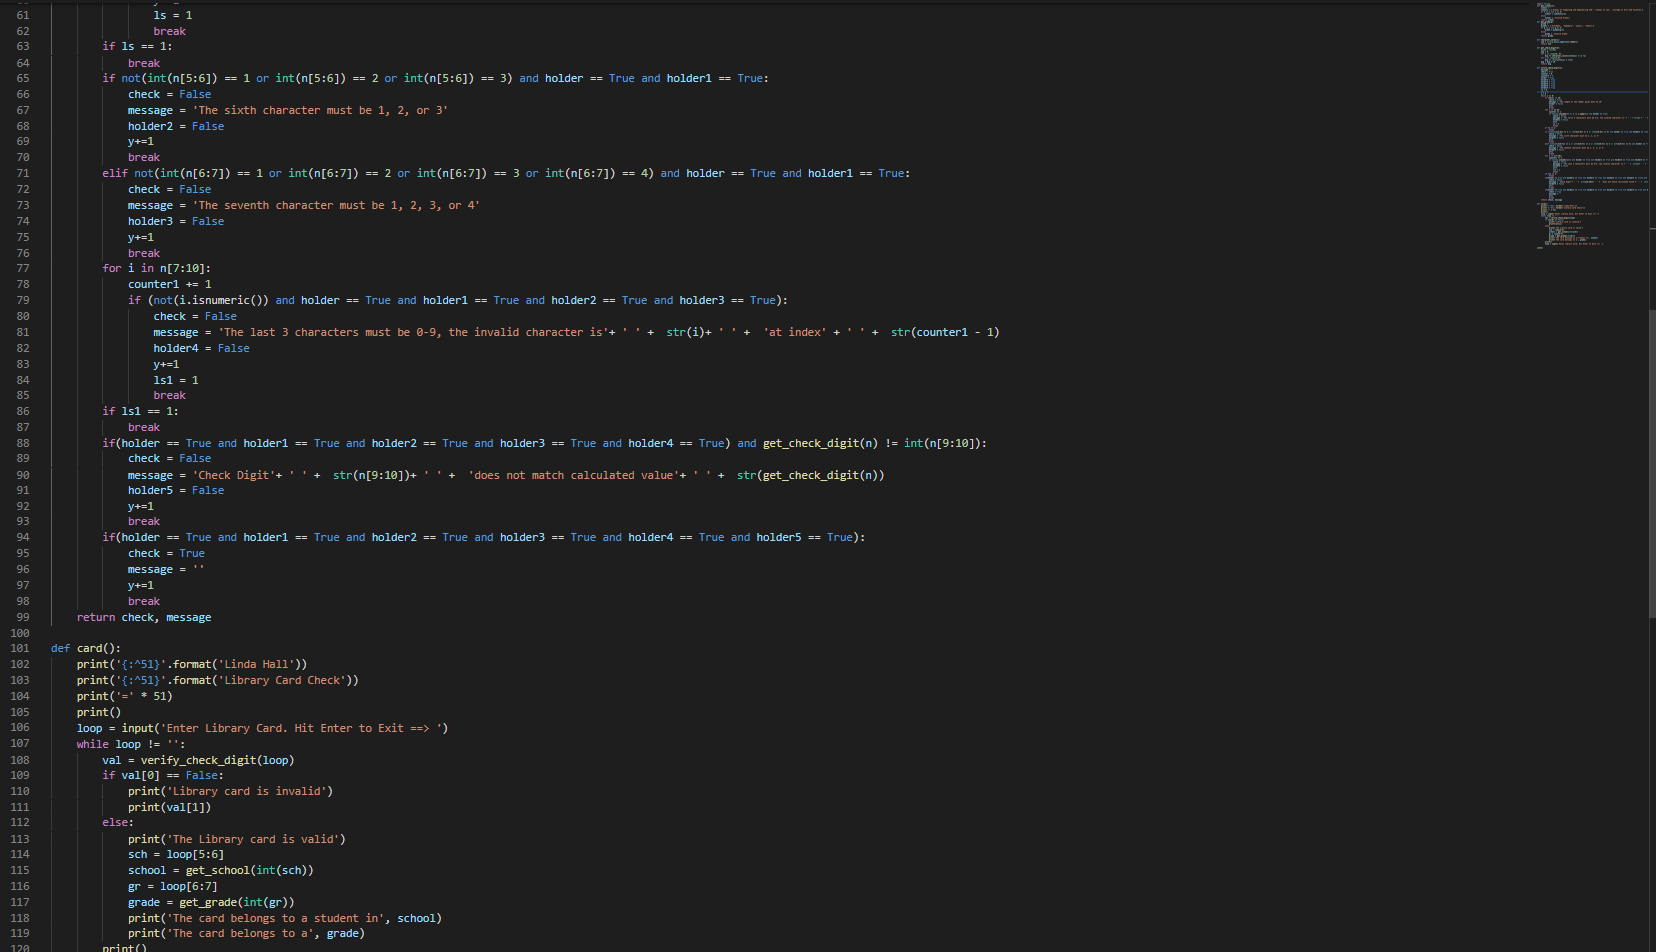 61 ls = 1
62 break
63 if ls == 1:
64 break
65 if not(int(n[5:6]) == 1 or int(n[5:6]) == 2 or int(n[5:6]) == 3) and holder == True and holder1 == True:
66 check = False
67 message = 'The sixth character must be 1, 2, or 3'
68 holder2 = False
69 y+=1
70 break
71 elif not(int(n[6:7]) == 1 or int(n[6:7]) == 2 or int(n[6:7]) == 3 or int(n[6:7]) == 4) and holder == True and holder1 == True:
72 check = False
73 message = 'The seventh character must be 1, 2, 3, or 4'
74 holder3 = False
75 y+=1
76 break
77 for i in n[7:10]:
78 counter1 += 1
79 if (not(i.isnumeric()) and holder == True and holder1 == True and holder2 == True and holder3 == True):
80 check = False
81 message = 'The last 3 characters must be 0-9, the invalid character is'+ ' ' +  str(i)+ ' ' +  'at index' + ' ' +  str(counter1 - 1)
82 holder4 = False
83 y+=1
84 ls1 = 1
85 break
86 if ls1 == 1:
87 break
88 if(holder == True and holder1 == True and holder2 == True and holder3 == True and holder4 == True) and get_check_digit(n) != int(n[9:10]):
89 check = False
90 message = 'Check Digit'+ ' ' +  str(n[9:10])+ ' ' +  'does not match calculated value'+ ' ' +  str(get_check_digit(n))
91 holder5 = False
92 y+=1
93 break
94 if(holder == True and holder1 == True and holder2 == True and holder3 == True and holder4 == True and holder5 == True):
95 check = True
96 message = ''
97 y+=1
98 break
99 return check, message
100
101 def card():
102 print('{:^51}'.format('Linda Hall'))
103 print('{:^51}'.format('Library Card Check'))
104 print('=' * 51)
105 print()
106 loop = input('Enter Library Card. Hit Enter to Exit ==> ')
107 while loop != '':
108 val = verify_check_digit(loop)
109 if val[0] == False:
110 print('Library card is invalid')
111 print(val[1])
112 else:
113 print('The Library card is valid')
114 sch = loop[5:6]
115 school = get_school(int(sch))
116 gr = loop[6:7]
117 grade = get_grade(int(gr))
118 print('The card belongs to a student in', school)
119 print('The card belongs to a', grade)
120 print()